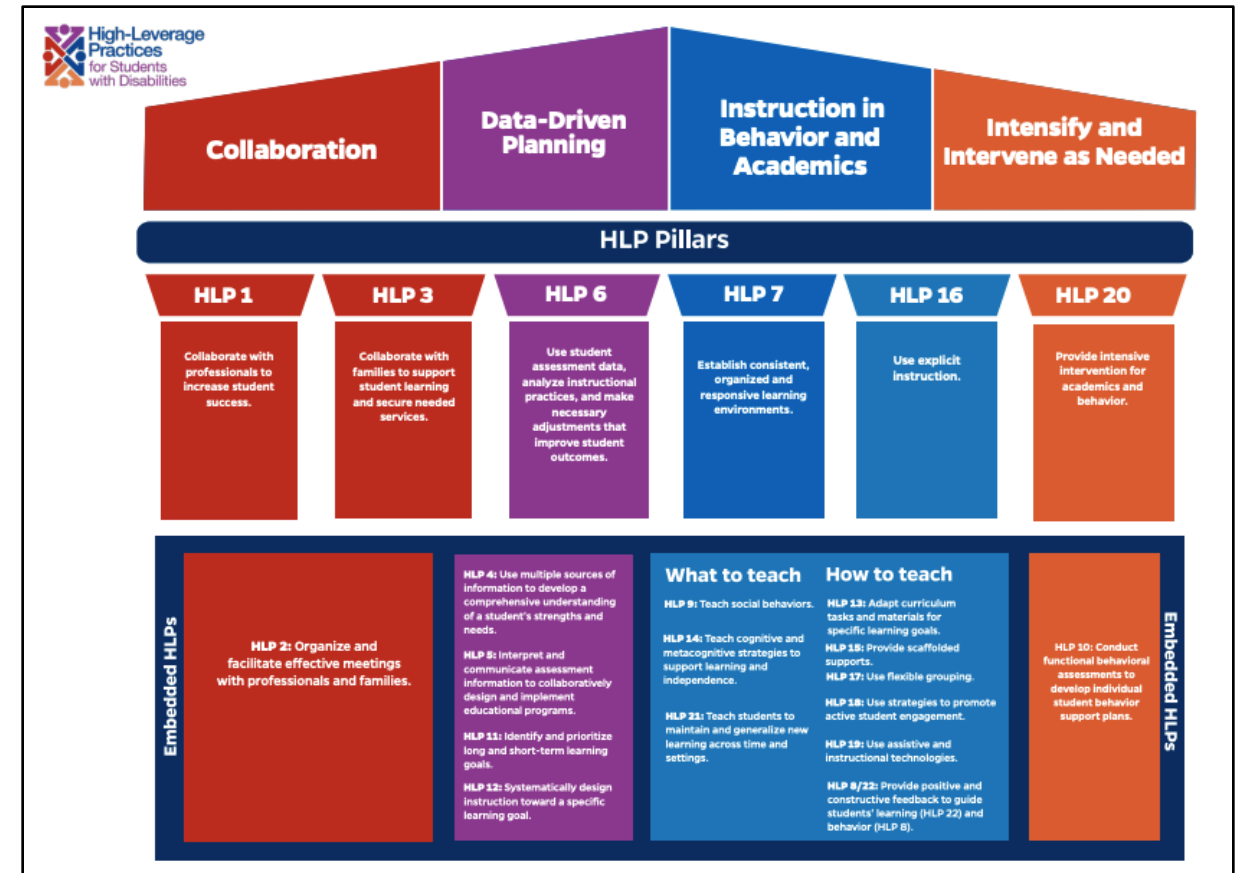 High-Leverage
Practices
for Students
with Disabilities
Collaboration
Data-Driven
Planning
Instruction in
Behavior and
Academics
Intensify and
Intervene as Needed
HLP Pillars
HLP 1
Collaborate with
professionals to
increase student
success.
HLP 3
Collaborate with
families to support
student learning
and secure needed
services.
HLP 6
Use student
assessment data,
analyze instructional
practices, and make
necessary
adjustments that
improve student
outcomes.
HLP 7
Establish consistent,
organized and
responsive learning
environments.
HLP 16
Use explicit
instruction.
HLP 20
Provide intensive
intervention for
academics and
behavior.
Embedded HLPs
HLP 2: Organize and
facilitate effective meetings
with professionals and families.
HLP 4: Use multiple sources of
information to develop a
comprehensive understanding
of a student's strengths and
needs.
HLP 5: Interpret and
communicate assessment
information to collaboratively
design and implement
educational programs.
HLP 11: Identify and prioritize
long and short-term learning
goals.
HLP 12: Systematically design
instruction toward a specific
learning goal.
What to teach
HLP 9: Teach social behaviors.
HLP 14: Teach cognitive and
metacognitive strategies to
support learning and
independence.
HLP 21: Teach students to
maintain and generalize new
learning across time and
settings.
How to teach
HLP 13: Adapt curriculum
tasks and materials for
specific learning goals.
HLP 15: Provide scaffolded
supports.
HLP 17: Use flexible grouping.
HLP 18: Use strategies to promote
active student engagement.
HLP 19: Use assistive and
instructional technologies.
HLP 8/22: Provide positive and
constructive feedback to guide
students' learning (HLP 22) and
behavior (HLP 8).
HLP 10: Conduct
functional behavioral
assessments to
develop individual
student behavior
support plans.
Embedded HLPs